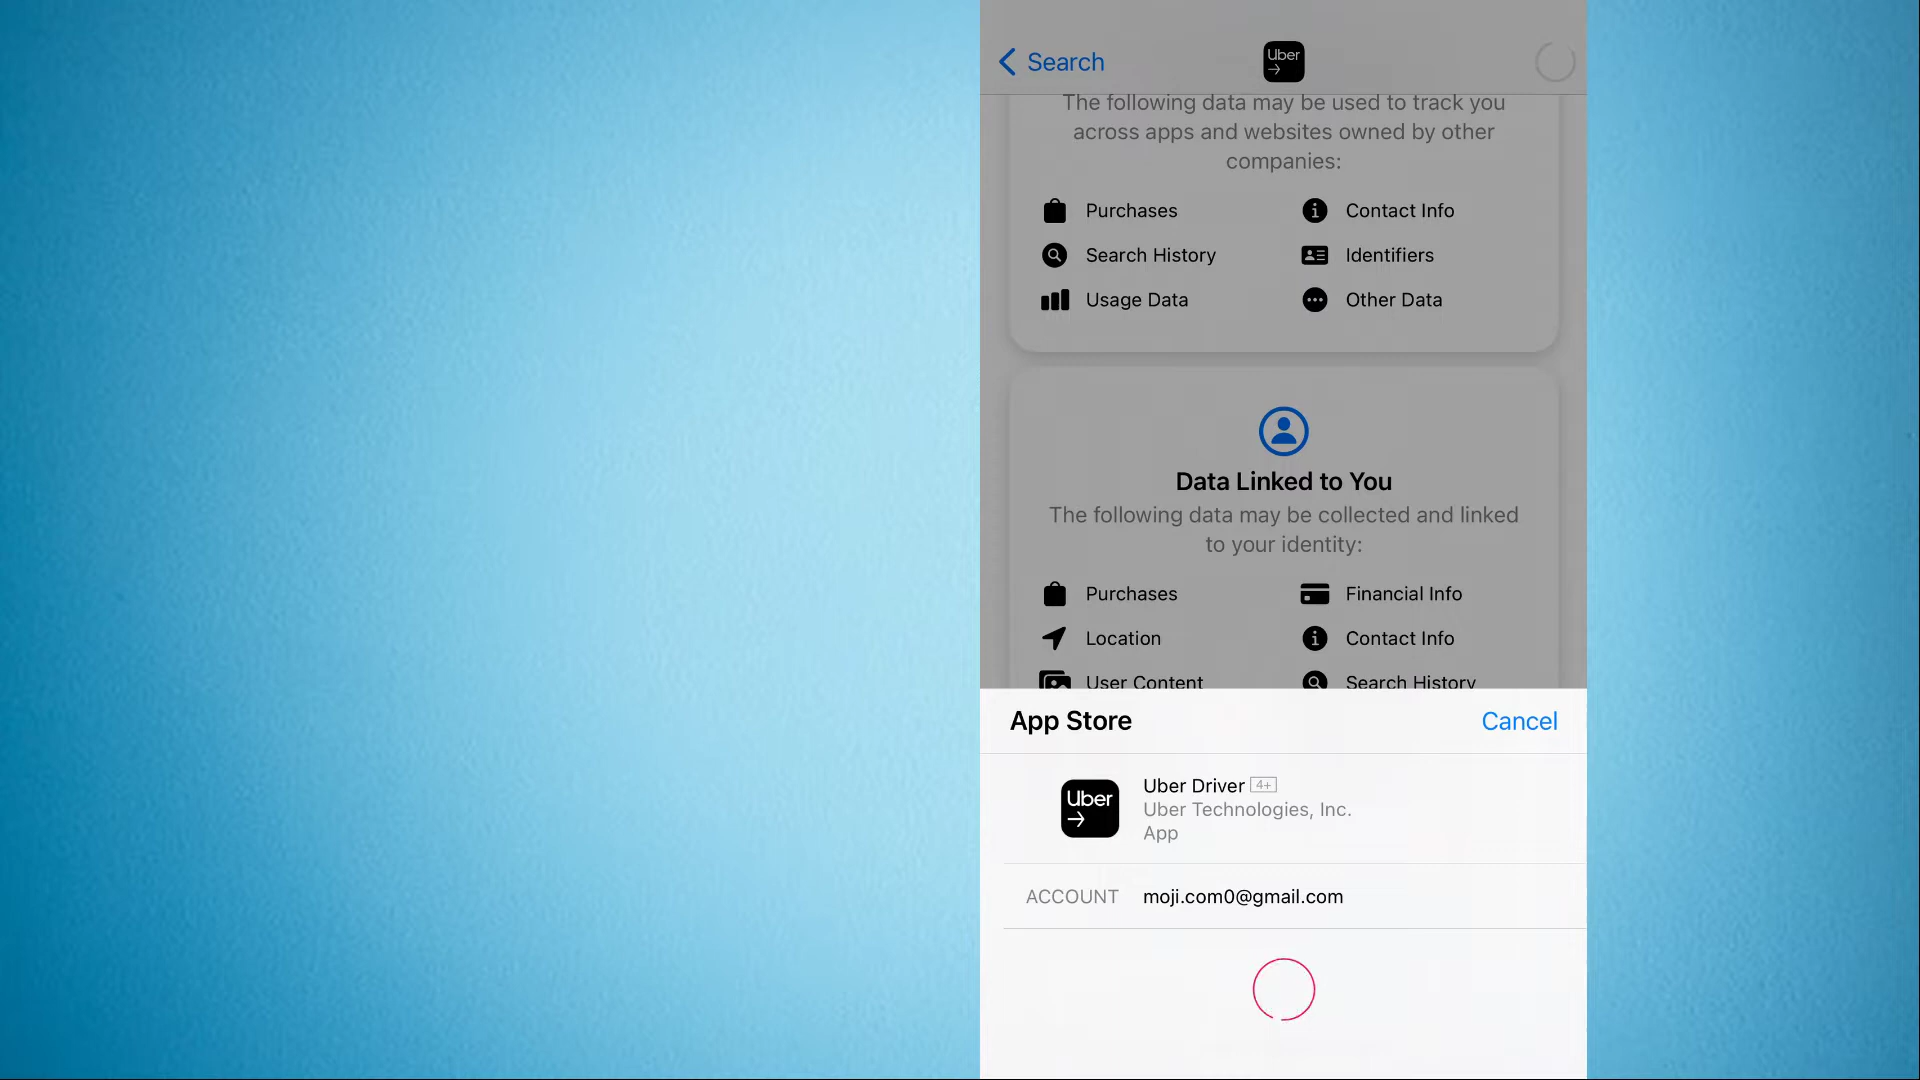 Search
Uber
The following data may be used to track you
across apps and websites owned by other
companies:
Purchases
Contact Info
Search History
Identifiers
Usage Data
Other Data
Data Linked to You
The following data may be collected and linked
to your identity:
Purchases
Financial Info
Location
Contact Info
User Content
Search History
App Store
Cancel
Uber
Uber Driver 4+
Uber Technologies, Inc.
App
ACCOUNT moji.com0@gmail.com